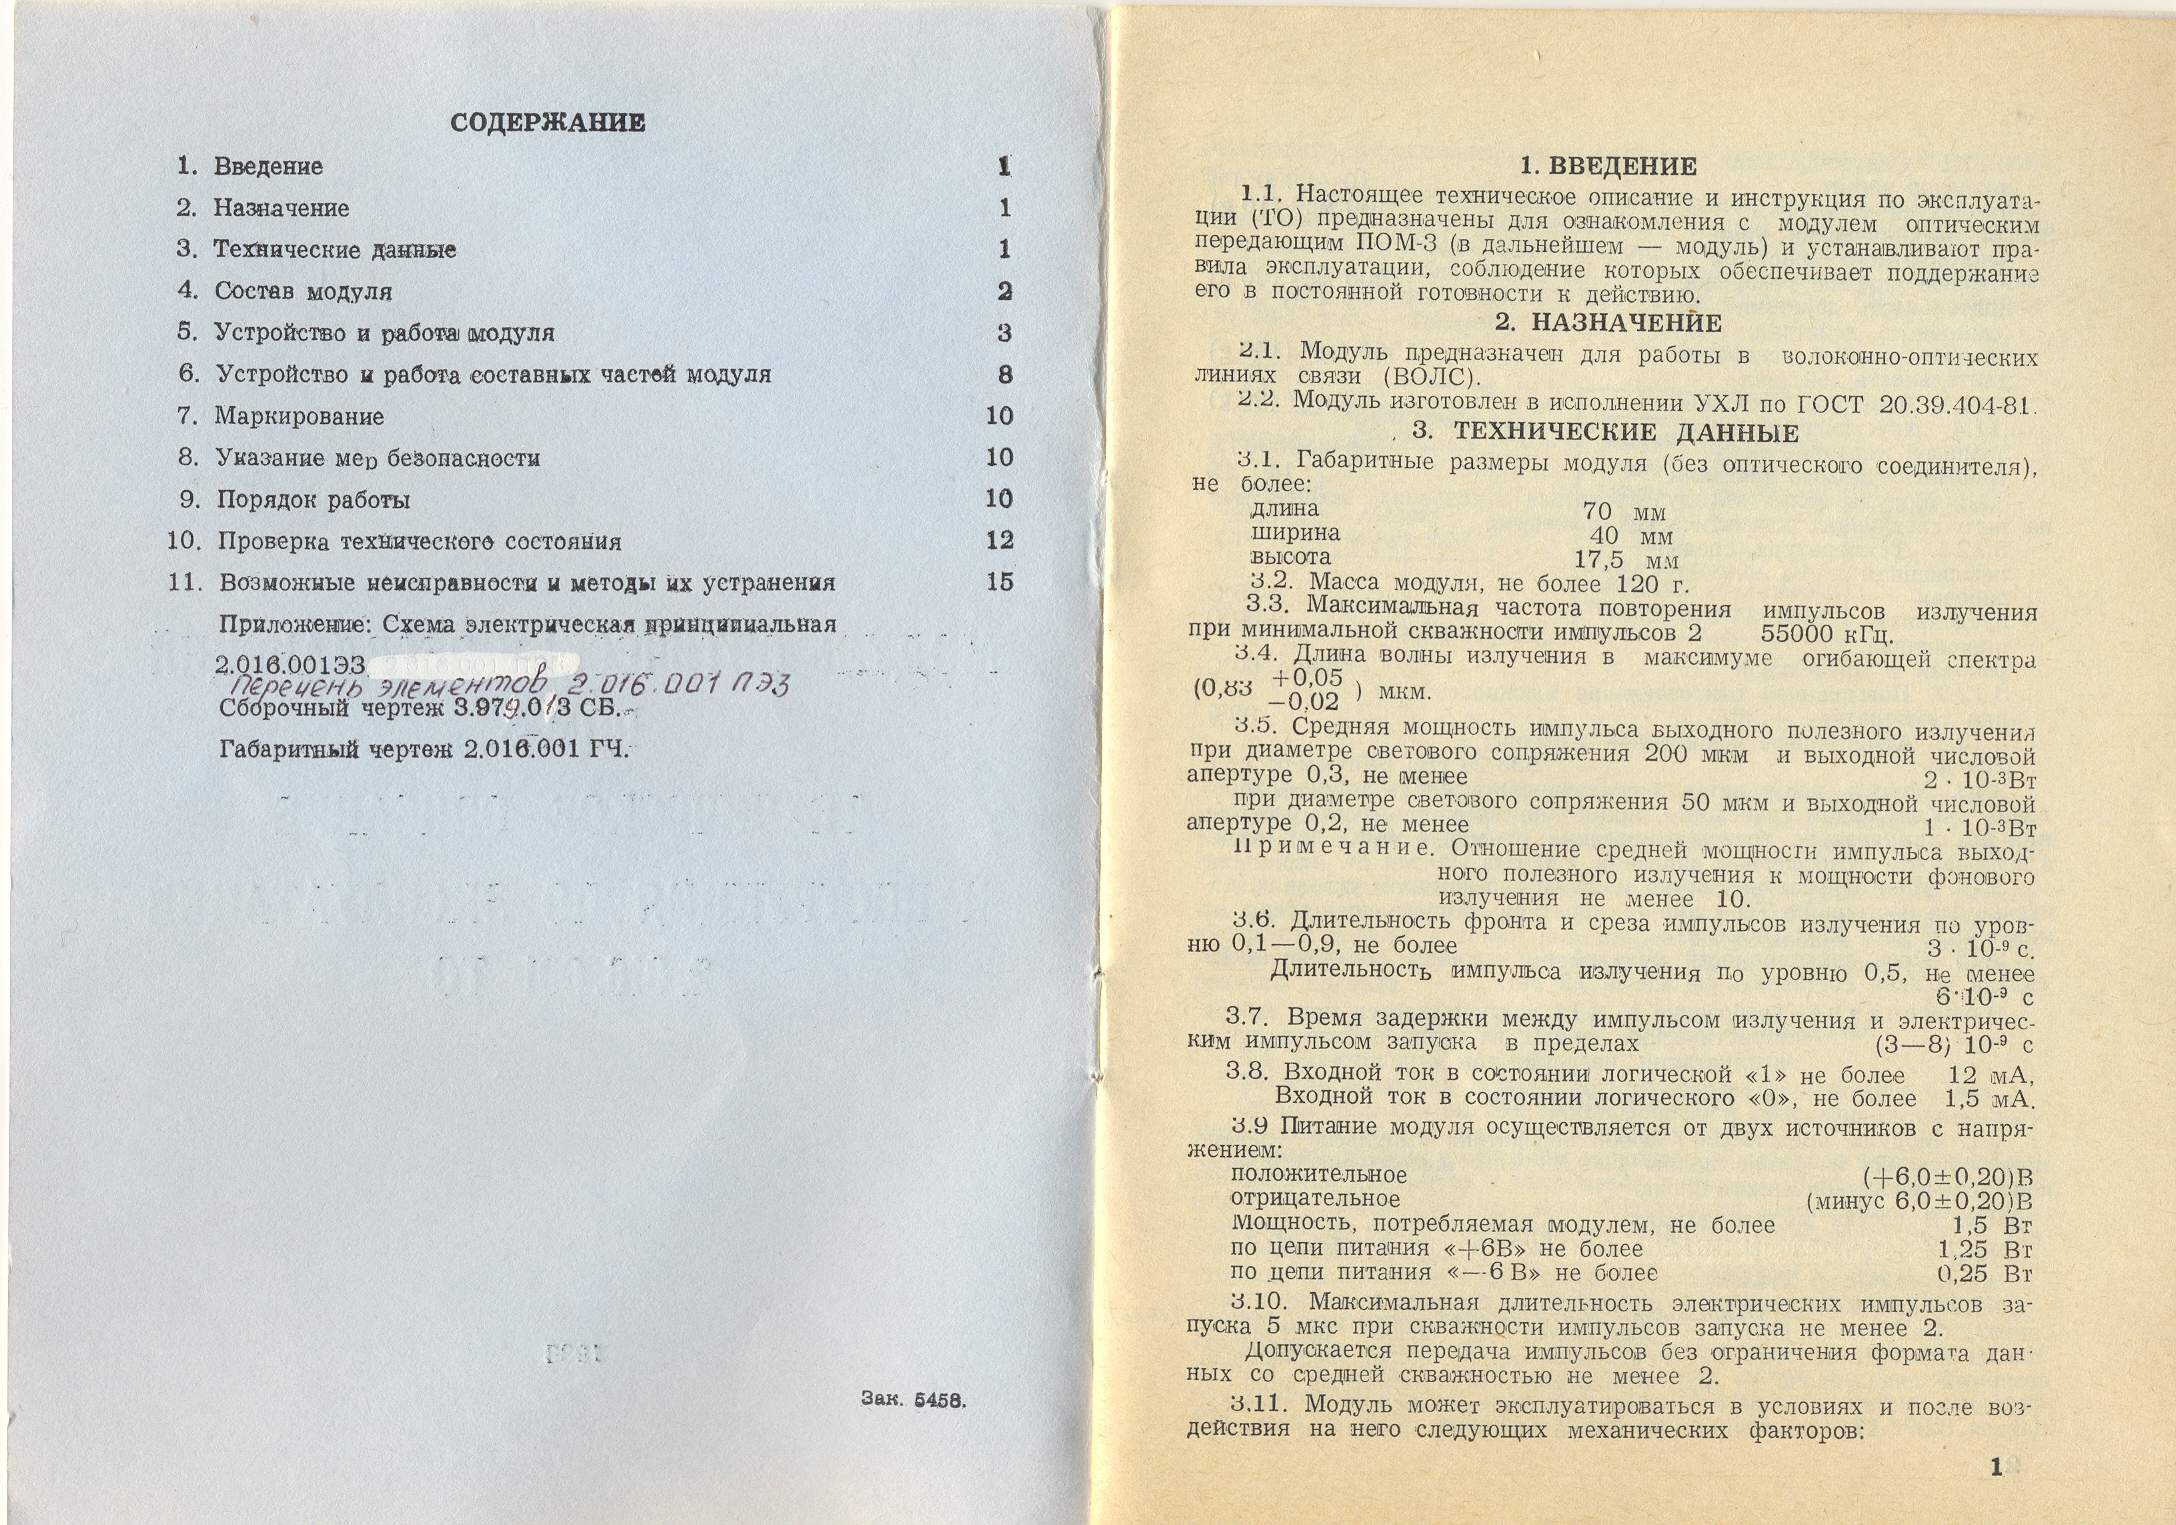 СОДЕРЖАНИЕ
1. Введение 1
2. Назначение 1
3. Технические данные 1
4. Состав модуля 2
5. Устройство и работа модуля 3
6. Устройство и работа составных частей модуля 8
7. Маркирование 10
8. Указание мер безопасности 10
9. Порядок работы 10
10. Проверка технического состояния 12
11. Возможные неисправности и методы их устранения 15
Приложение: Схема электрическая принципиальная
2.016.001ЭЗ
Перечень элементов 2.016.001 ПЭЗ
Сборочный чертеж 3.979.013 СБ.
Габаритный чертеж 2.016.001 ГЧ.
Зак. 5458.
1. ВВЕДЕНИЕ
1.1. Настоящее техническое описание и инструкция по эксплуата-
ции (ТО) предназначены для ознакомления с модулем оптическим
передающим ПОМ-3 (в дальнейшем — модуль) и устанавливают пра-
вила эксплуатации, соблюдение которых обеспечивает поддержание
его в постоянной готовности к действию.
2. НАЗНАЧЕНИЕ
2.1. Модуль предназначен для работы в волоконно-оптических
линиях связи (ВОЛС).
2.2. Модуль изготовлен в исполнении УХЛ по ГОСТ 20.39.404-81.
3. ТЕХНИЧЕСКИЕ ДАННЫЕ
3.1. Габаритные размеры модуля (без оптического соединителя),
не более:
длина 70 мм
ширина 40 мм
высота 17,5 мм
3.2. Масса модуля, не более 120 г.
3.3. Максимальная частота повторения импульсов излучения
при минимальной скважности импульсов 2 55000 кГц.
3.4. Длина волны излучения в максимуме огибающей спектра
(0,83 +0,05 −0,02 ) мкм.
3.5. Средняя мощность импульса выходного полезного излучения
при диаметре светового сопряжения 200 мкм и выходной числовой
апертуре 0,3, не менее 2 · 10-³Вт
при диаметре светового сопряжения 50 мкм и выходной числовой
апертуре 0,2, не менее 1 · 10-³Вт
Примечание. Отношение средней мощности импульса выход-
ного полезного излучения к мощности фонового
излучения не менее 10.
3.6. Длительность фронта и среза импульсов излучения по уров-
ню 0,1—0,9, не более 3 · 10-⁹ с.
Длительность импульса излучения по уровню 0,5, не менее
6·10-⁹ с
3.7. Время задержки между импульсом излучения и электричес-
ким импульсом запуска в пределах (3—8) 10-⁹ с
3.8. Входной ток в состоянии логической «1» не более 12 мА,
Входной ток в состоянии логического «0», не более 1,5 мА.
3.9 Питание модуля осуществляется от двух источников с напря-
жением:
положительное (+6,0±0,20)В
отрицательное (минус 6,0±0,20)В
Мощность, потребляемая модулем, не более 1,5 Вт
по цепи питания «+6В» не более 1,25 Вт
по цепи питания «—6 В» не более 0,25 Вт
3.10. Максимальная длительность электрических импульсов за-
пуска 5 мкс при скважности импульсов запуска не менее 2.
Допускается передача импульсов без ограничения формата дан-
ных со средней скважностью не менее 2.
3.11. Модуль может эксплуатироваться в условиях и после воз-
действия на него следующих механических факторов:
1